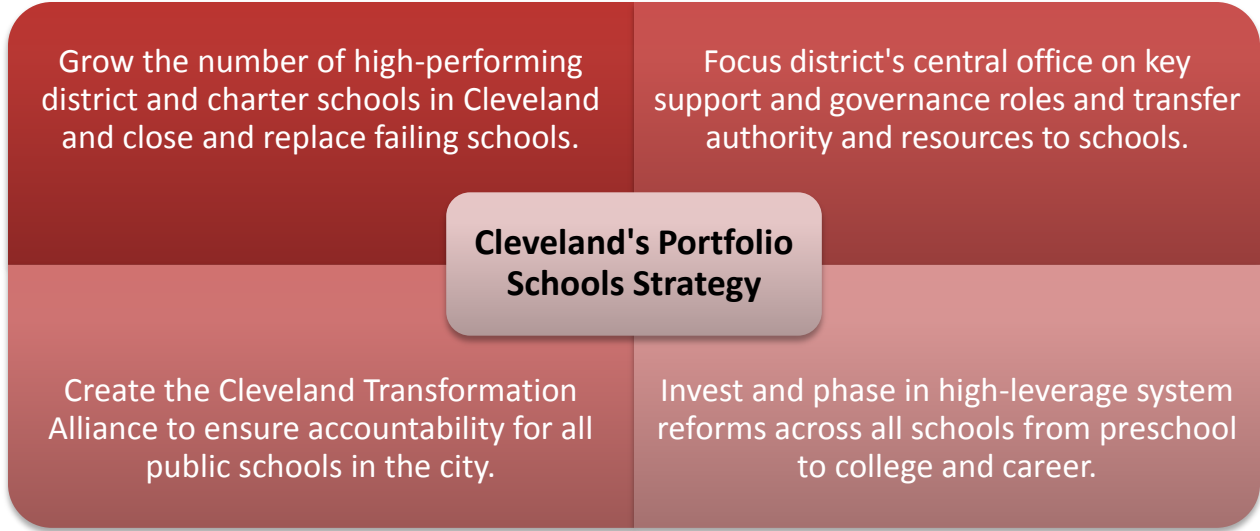 Grow the number of high-performing
district and charter schools in Cleveland
and close and replace failing schools.
Focus district's central office on key
support and governance roles and transfer
authority and resources to schools.
Cleveland's Portfolio
Schools Strategy
Create the Cleveland Transformation
Alliance to ensure accountability for all
public schools in the city.
Invest and phase in high-leverage system
reforms across all schools from preschool
to college and career.